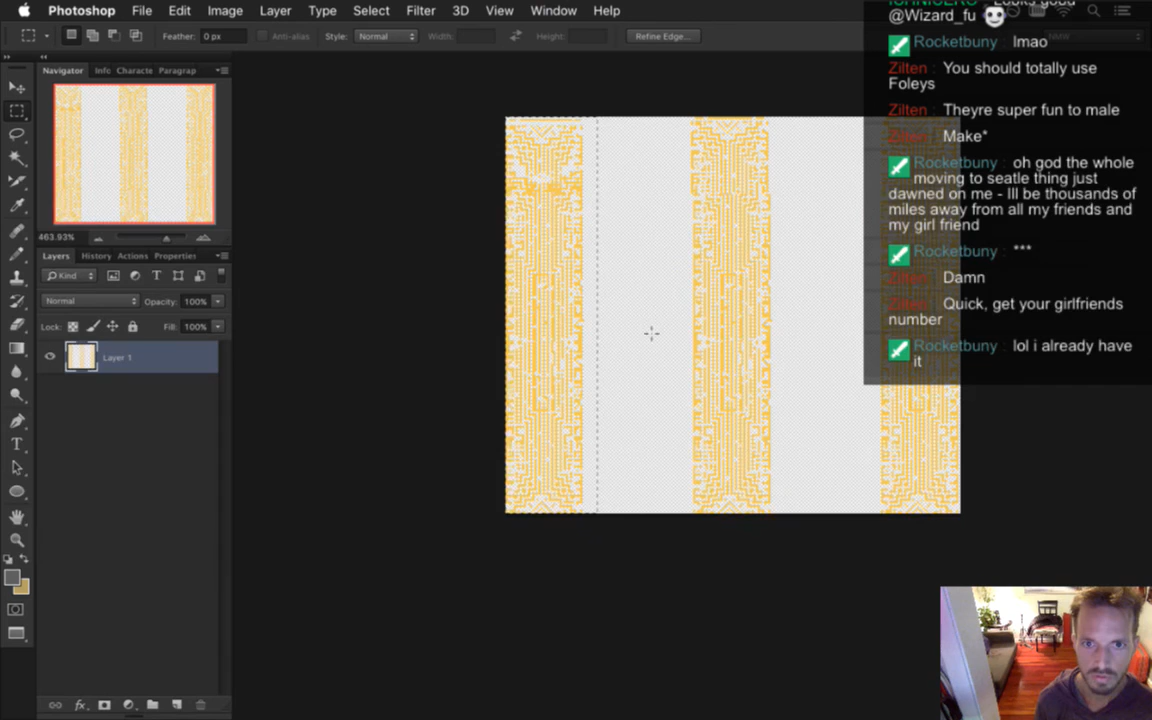 Photoshop File Edit Image Layer Type Select Filter 3D View Window Help
Feather: 0 px Anti-alias Style: Normal Width: Height: Refine Edge...
Navigator Info Characte Paragrap
463.93%
Layers History Actions Properties
Kind
Normal Opacity: 100%
Lock: Fill: 100%
Layer 1
@Wizard_fu
Rocketbuny lmao
Zilten : You should totally use
Foleys
Zilten : Theyre super fun to male
Zilten : Make*
Rocketbuny : oh god the whole
moving to seatle thing just
dawned on me - Ill be thousands of
miles away from all my friends and
my girl friend
Rocketbuny : ***
Zilten : Damn
Zilten : Quick, get your girlfriends
number
Rocketbuny : lol i already have
it